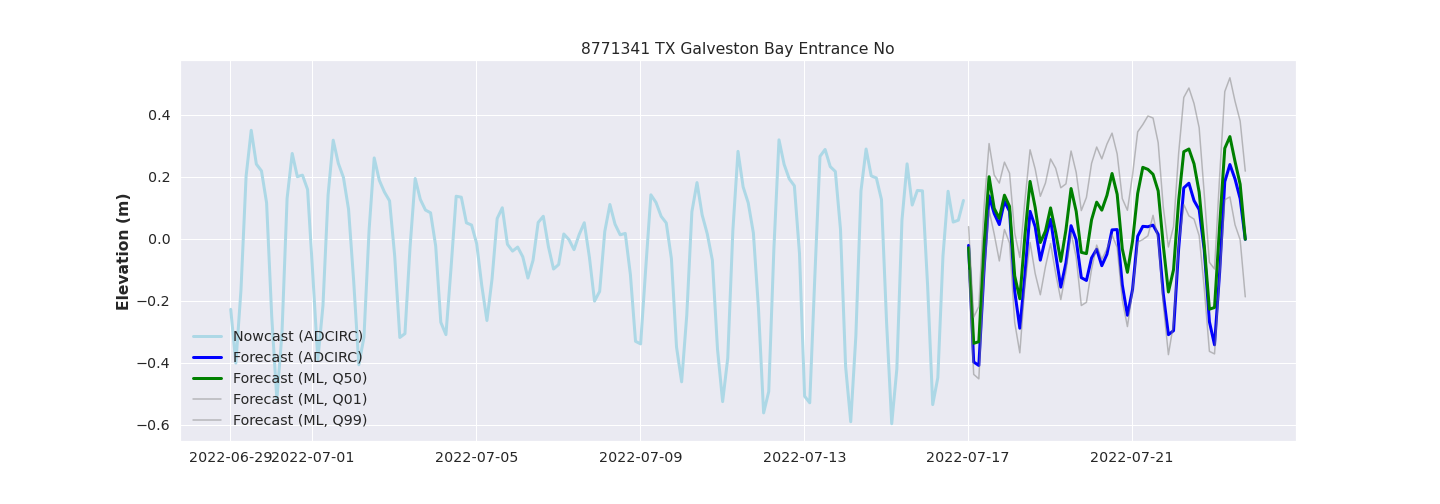 8771341 TX Galveston Bay Entrance No
Elevation (m)
0.4
0.2
0.0
−0.2
−0.4
−0.6
Nowcast (ADCIRC)
Forecast (ADCIRC)
Forecast (ML, Q50)
Forecast (ML, Q01)
Forecast (ML, Q99)
2022-06-29 2022-07-01 2022-07-05 2022-07-09 2022-07-13 2022-07-17 2022-07-21